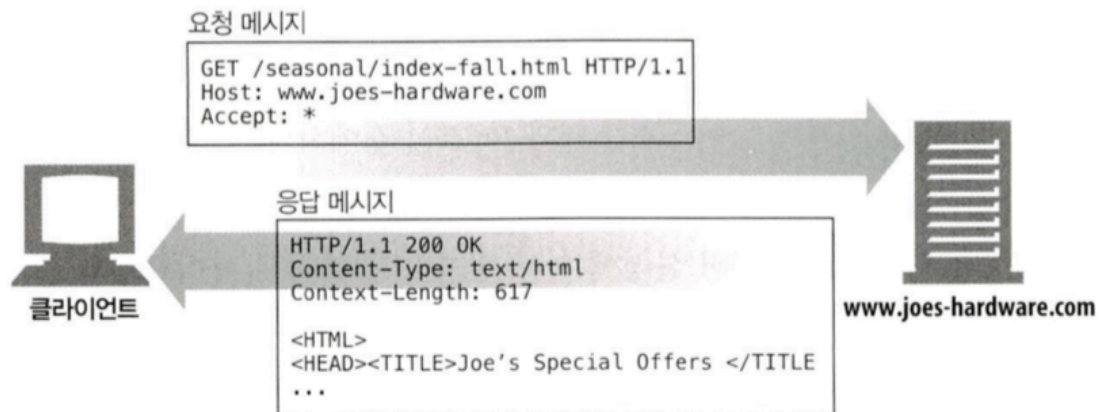 요청 메시지
GET /seasonal/index-fall.html HTTP/1.1
Host: www.joes-hardware.com
Accept: *
응답 메시지
HTTP/1.1 200 OK
Content-Type: text/html
Context-Length: 617
<HTML>
<HEAD><TITLE>Joe's Special Offers </TITLE
...
클라이언트
www.joes-hardware.com